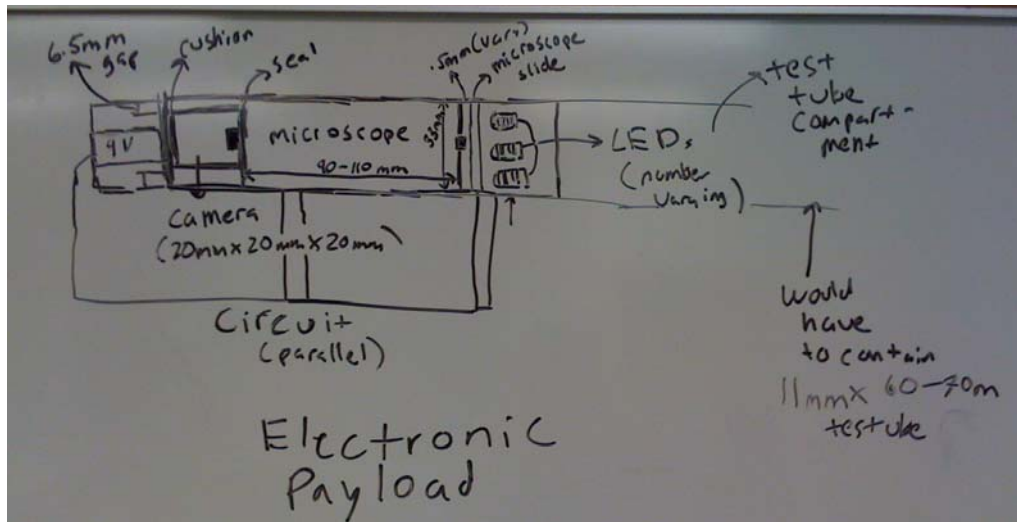 6.5mm
gap
cushion
seal
.5mm (vary)
microscope
slide
test
tube
compart-
ment
9V
microscope
35mm
90-110 mm
LEDs
(number
varying)
camera
(20mm x 20mm x 20mm)
Circuit
(parallel)
would
have
to contain
11mm x 60-70m
testube
Electronic
Payload